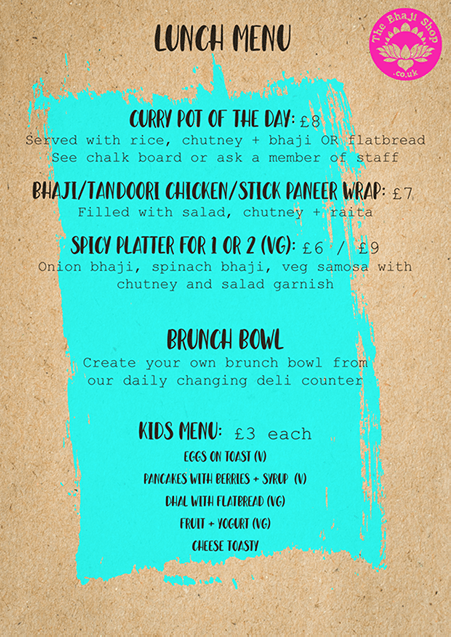 LUNCH MENU
The Bhaji Shop
.co.uk
CURRY POT OF THE DAY: £8
Served with rice, chutney + bhaji OR flatbread
See chalk board or ask a member of staff
BHAJI/TANDOORI CHICKEN/STICK PANEER WRAP: £7
Filled with salad, chutney + raita
SPICY PLATTER FOR 1 OR 2 (VG): £6 / £9
Onion bhaji, spinach bhaji, veg samosa with
chutney and salad garnish
BRUNCH BOWL
Create your own brunch bowl from
our daily changing deli counter
KIDS MENU: £3 each
EGGS ON TOAST (V)
PANCAKES WITH BERRIES + SYRUP (V)
DHAL WITH FLATBREAD (VG)
FRUIT + YOGURT (VG)
CHEESE TOASTY